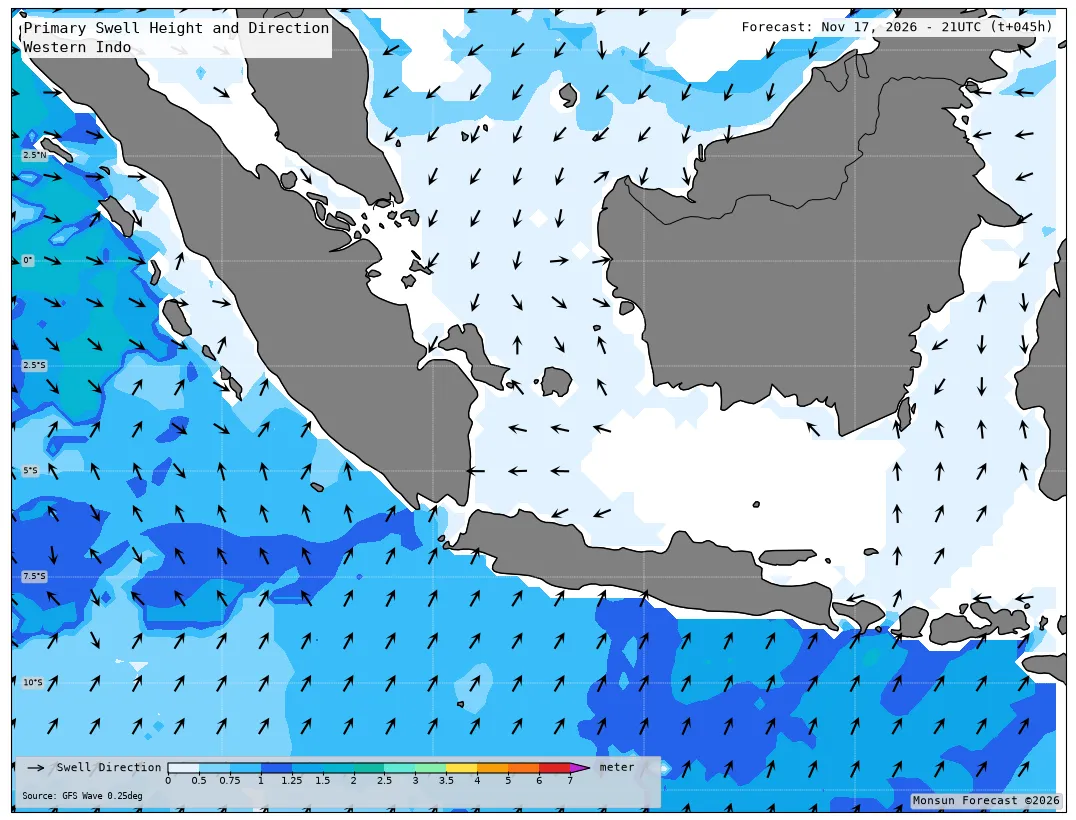 Primary Swell Height and Direction
Western Indo
Forecast: Nov 17, 2026 - 21UTC (t+045h)
2.5°N
0°
2.5°S
5°S
7.5°S
10°S
Swell Direction
0 0.5 0.75 1 1.25 1.5 2 2.5 3 3.5 4 5 6 7
meter
Source: GFS Wave 0.25deg
Monsun Forecast ©2026